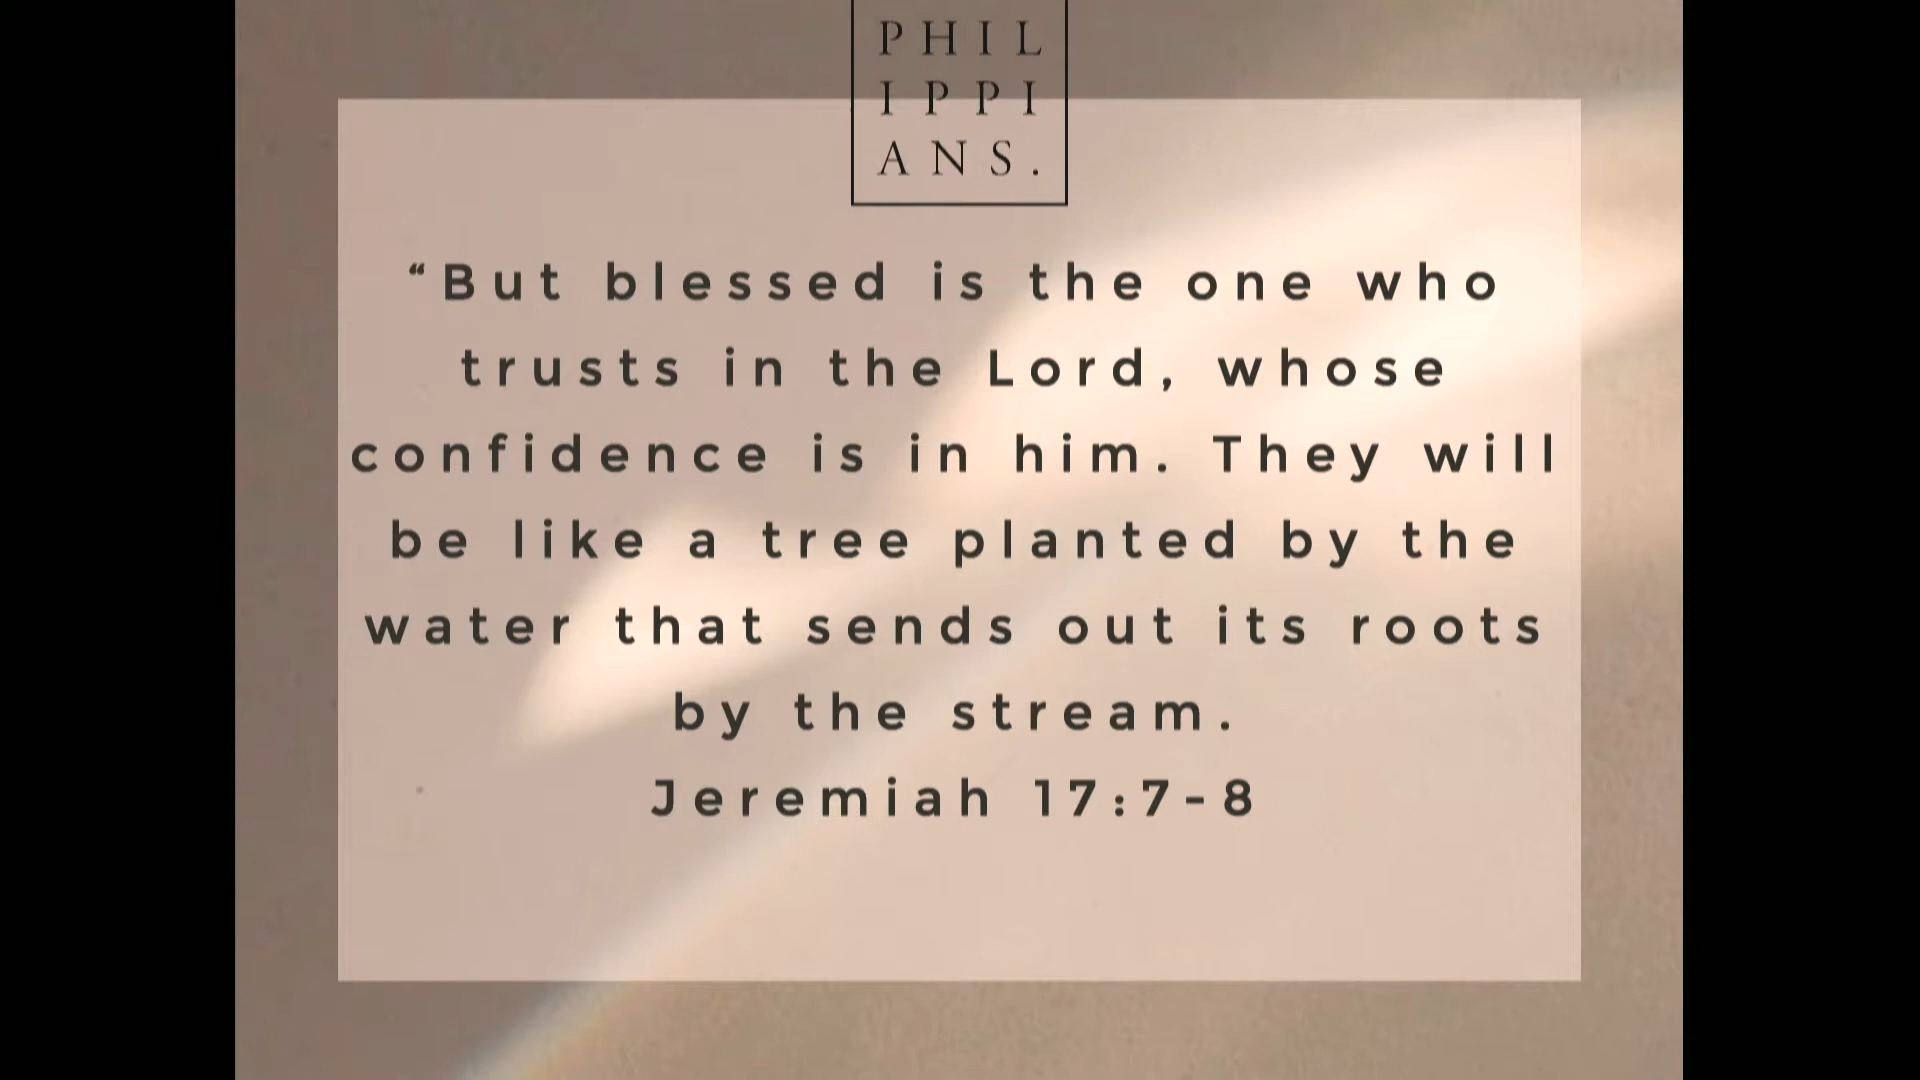 PHIL
IPPI
ANS.
“But blessed is the one who
trusts in the Lord, whose
confidence is in him. They will
be like a tree planted by the
water that sends out its roots
by the stream.
Jeremiah 17:7-8